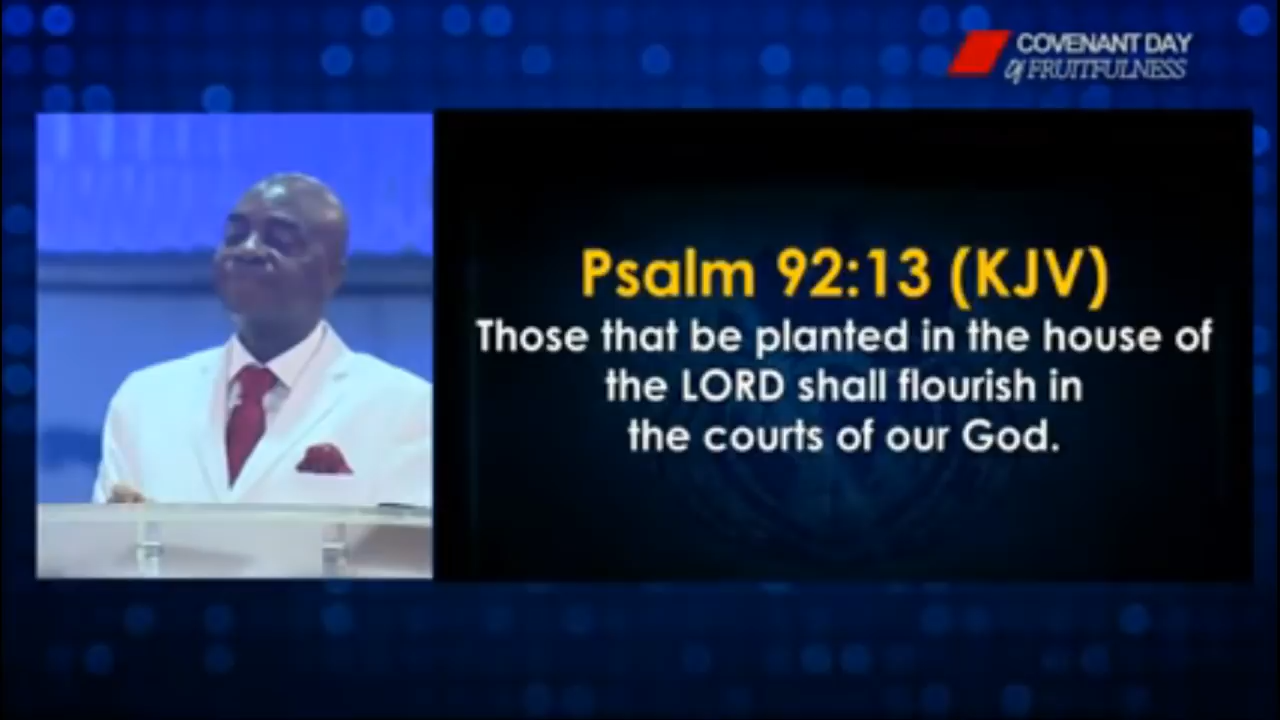 COVENANT DAY
Of FRUITFULNESS
Psalm 92:13 (KJV)
Those that be planted in the house of
the LORD shall flourish in
the courts of our God.